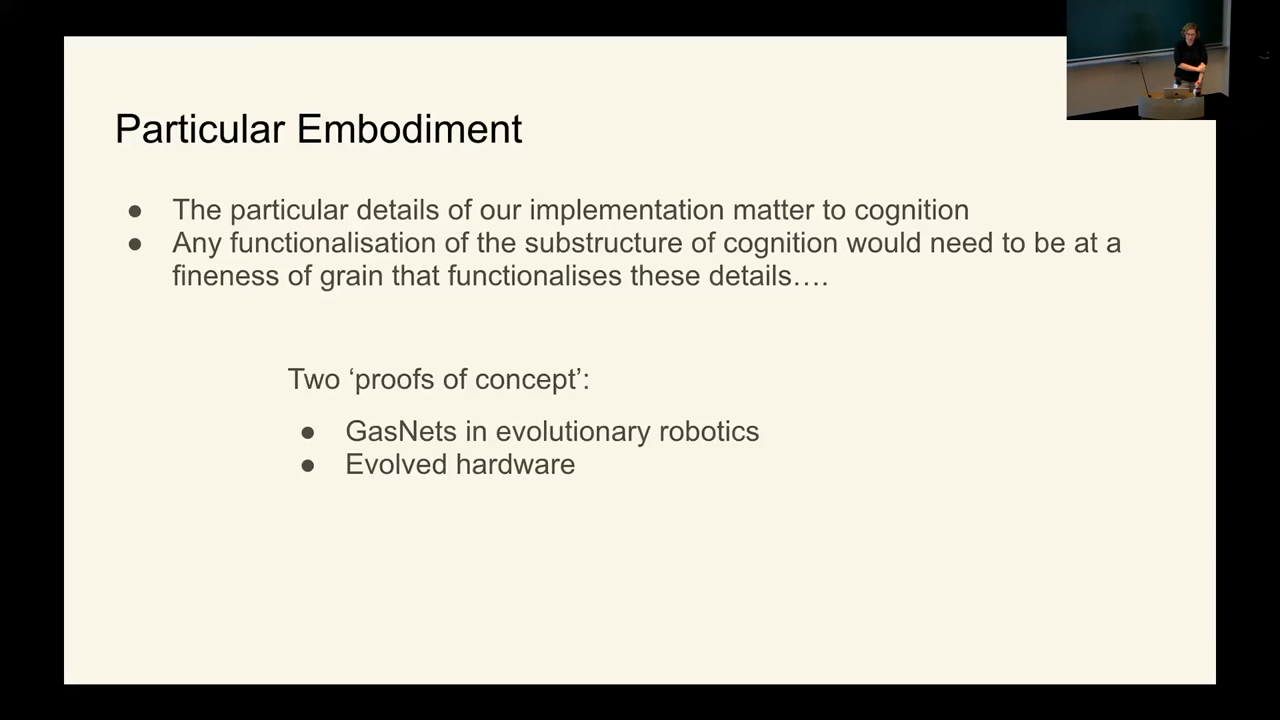 Particular Embodiment
● The particular details of our implementation matter to cognition
● Any functionalisation of the substructure of cognition would need to be at a
fineness of grain that functionalises these details….
Two ‘proofs of concept’:
● GasNets in evolutionary robotics
● Evolved hardware